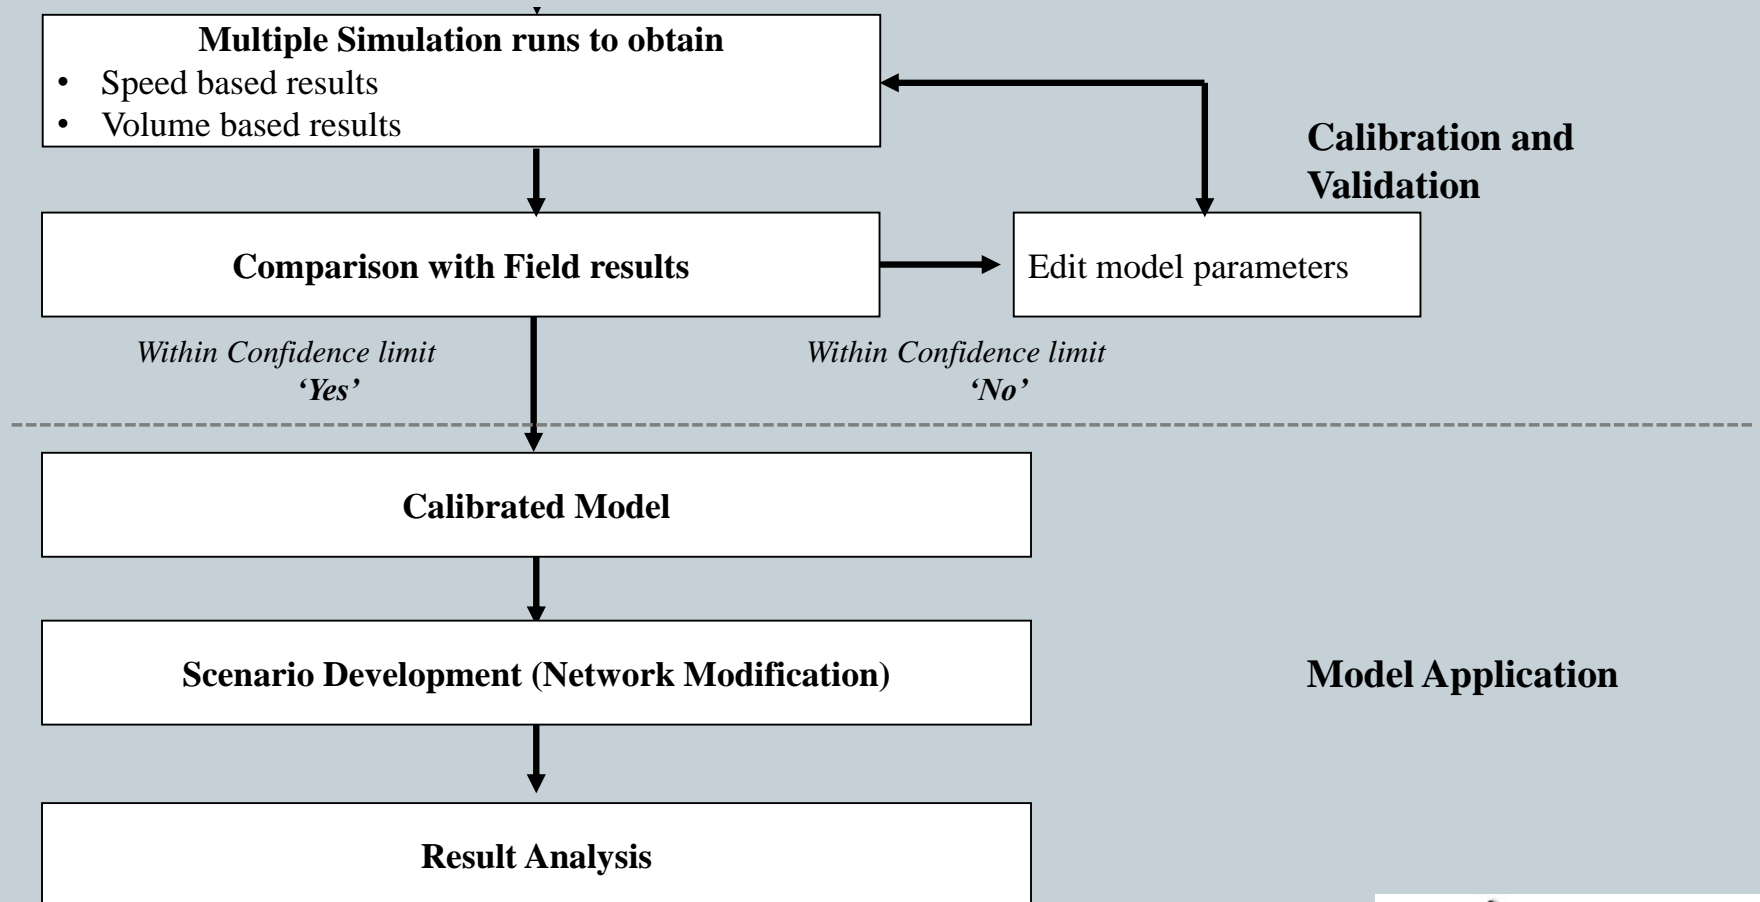 Multiple Simulation runs to obtain
• Speed based results
• Volume based results
Calibration and
Validation
Comparison with Field results
Edit model parameters
Within Confidence limit
‘Yes’
Within Confidence limit
‘No’
Calibrated Model
Scenario Development (Network Modification)
Model Application
Result Analysis